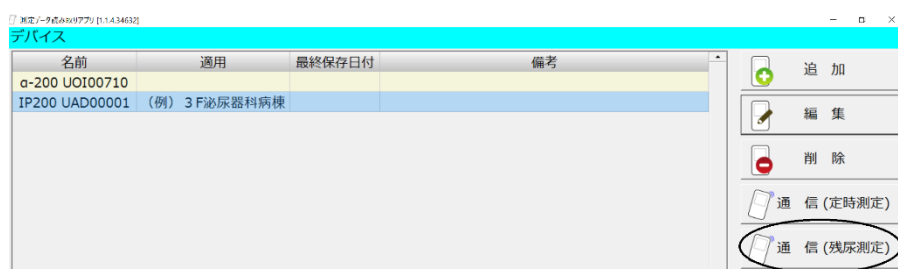 測定データ読み取りアプリ [1.1.4.34632]
デバイス
名前 適用 最終保存日付 備考
α-200 UOI00710
IP200 UAD00001 （例）３F泌尿器科病棟
追 加
編 集
削 除
通 信 (定時測定)
通 信 (残尿測定)